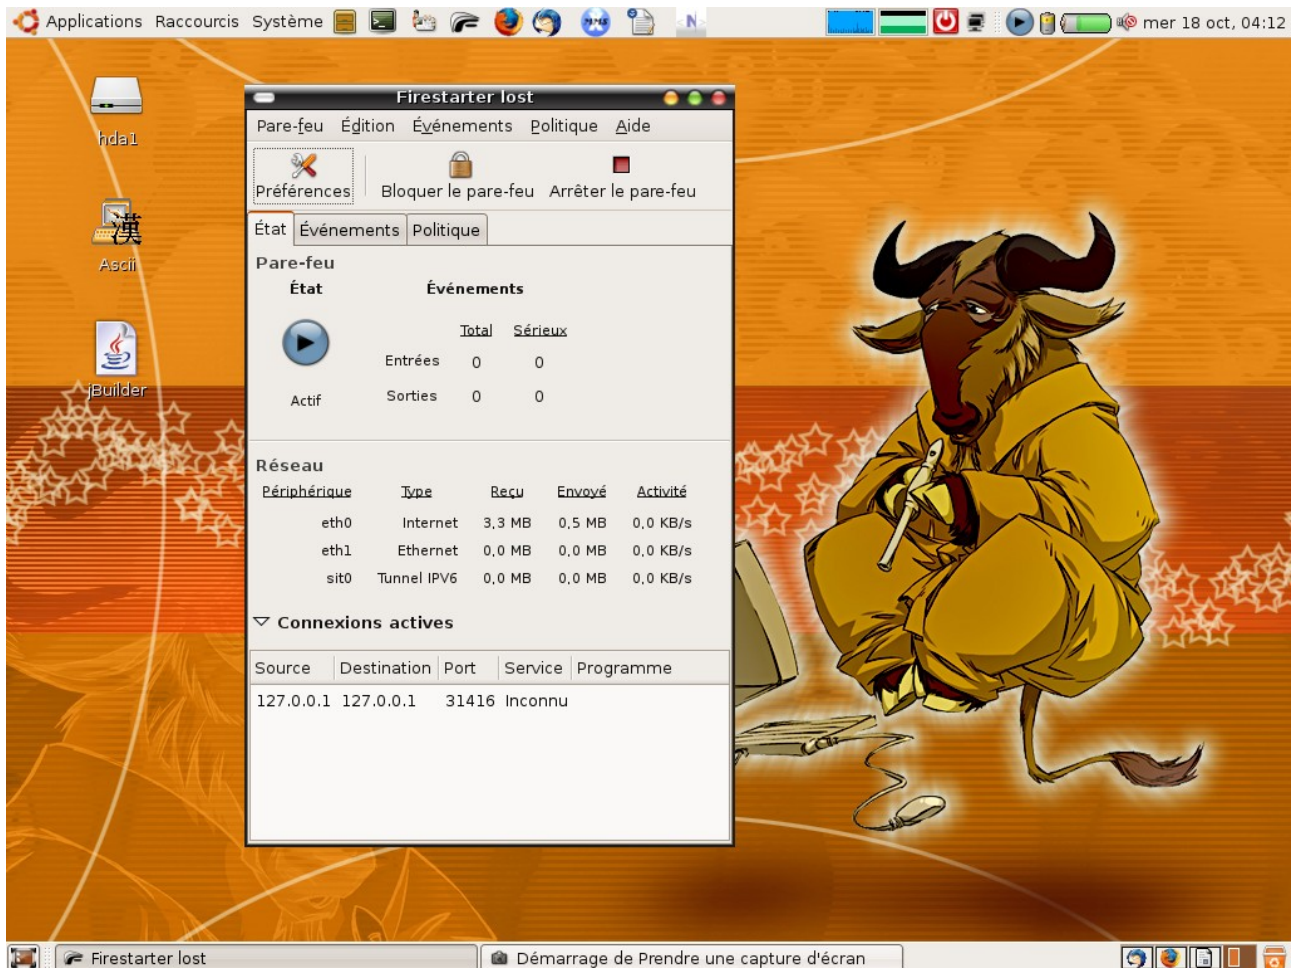 Applications Raccourcis Système MMS N mer 18 oct, 04:12
hda1
漢
Ascii
jBuilder
Firestarter lost
Pare-feu Édition Événements Politique Aide
Préférences Bloquer le pare-feu Arrêter le pare-feu
État Événements Politique
Pare-feu
État Événements
Total Sérieux
Entrées 0 0
Sorties 0 0
Actif
Réseau
Périphérique Type Reçu Envoyé Activité
eth0 Internet 3,3 MB 0,5 MB 0,0 KB/s
eth1 Ethernet 0,0 MB 0,0 MB 0,0 KB/s
sit0 Tunnel IPV6 0,0 MB 0,0 MB 0,0 KB/s
Connexions actives
Source Destination Port Service Programme
127.0.0.1 127.0.0.1 31416 Inconnu
Firestarter lost Démarrage de Prendre une capture d'écran